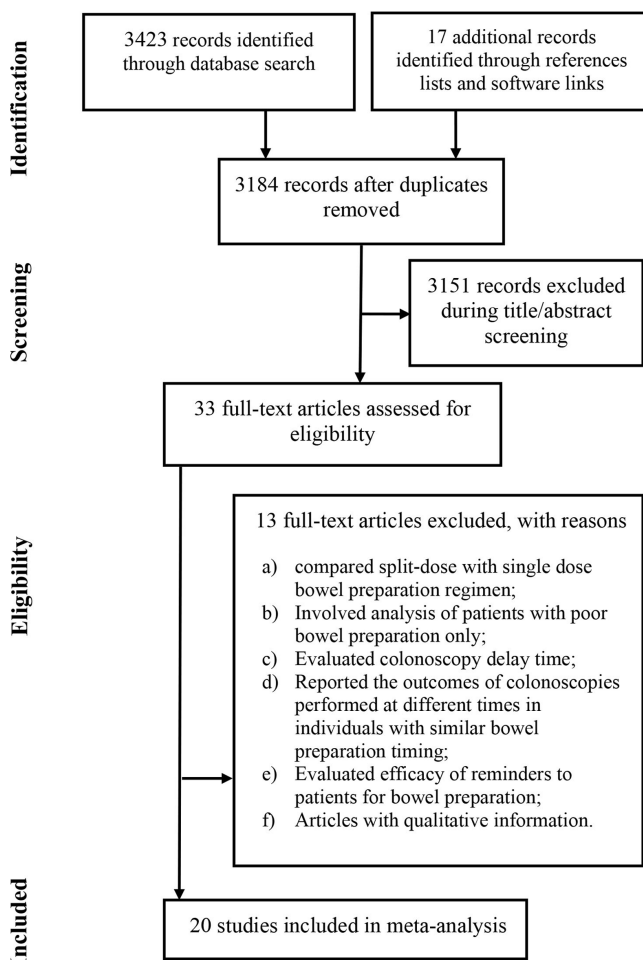 Identification
3423 records identified
through database search
17 additional records
identified through references
lists and software links
3184 records after duplicates
removed
Screening
3151 records excluded
during title/abstract
screening
33 full-text articles assessed for
eligibility
Eligibility
13 full-text articles excluded, with reasons
a) compared split-dose with single dose
bowel preparation regimen;
b) Involved analysis of patients with poor
bowel preparation only;
c) Evaluated colonoscopy delay time;
d) Reported the outcomes of colonoscopies
performed at different times in
individuals with similar bowel
preparation timing;
e) Evaluated efficacy of reminders to
patients for bowel preparation;
f) Articles with qualitative information.
Included
20 studies included in meta-analysis